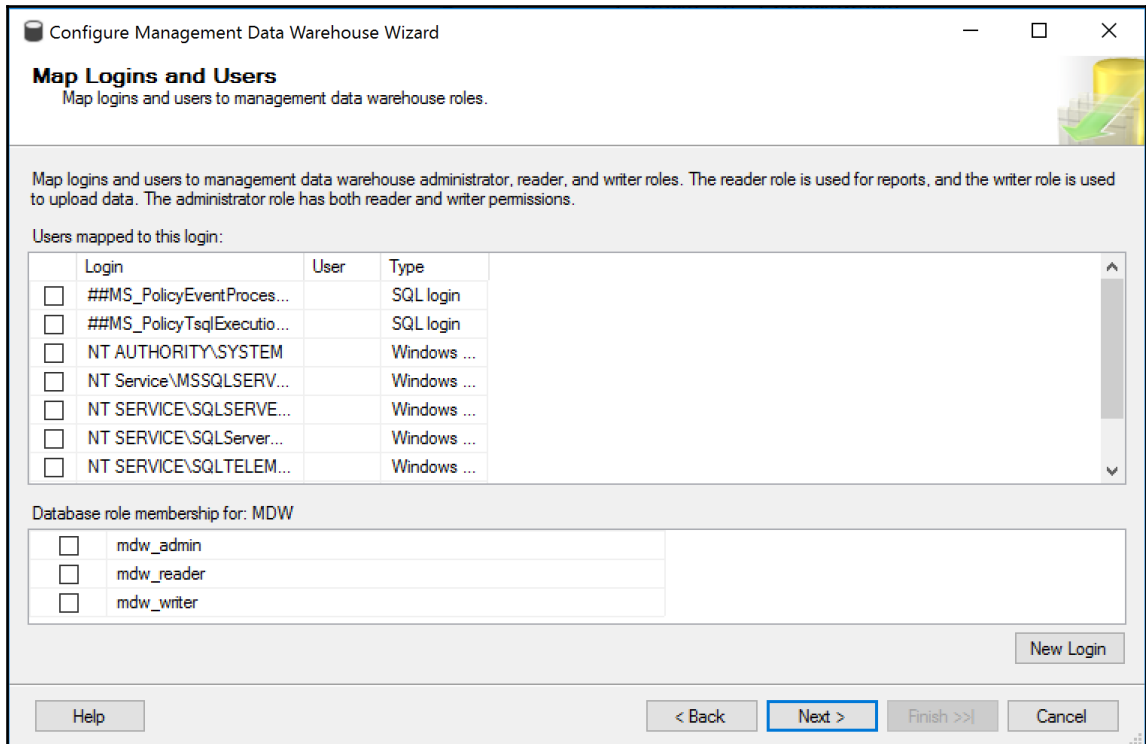 Configure Management Data Warehouse Wizard
Map Logins and Users
Map logins and users to management data warehouse roles.
Map logins and users to management data warehouse administrator, reader, and writer roles. The reader role is used for reports, and the writer role is used
to upload data. The administrator role has both reader and writer permissions.
Users mapped to this login:
Login User Type
##MS_PolicyEventProces... SQL login
##MS_PolicyTsqlExecutio... SQL login
NT AUTHORITY\SYSTEM Windows ...
NT Service\MSSQLSERV... Windows ...
NT SERVICE\SQLSERVE... Windows ...
NT SERVICE\SQLServer... Windows ...
NT SERVICE\SQLTELEM... Windows ...
Database role membership for: MDW
mdw_admin
mdw_reader
mdw_writer
New Login
Help < Back Next > Finish >>| Cancel